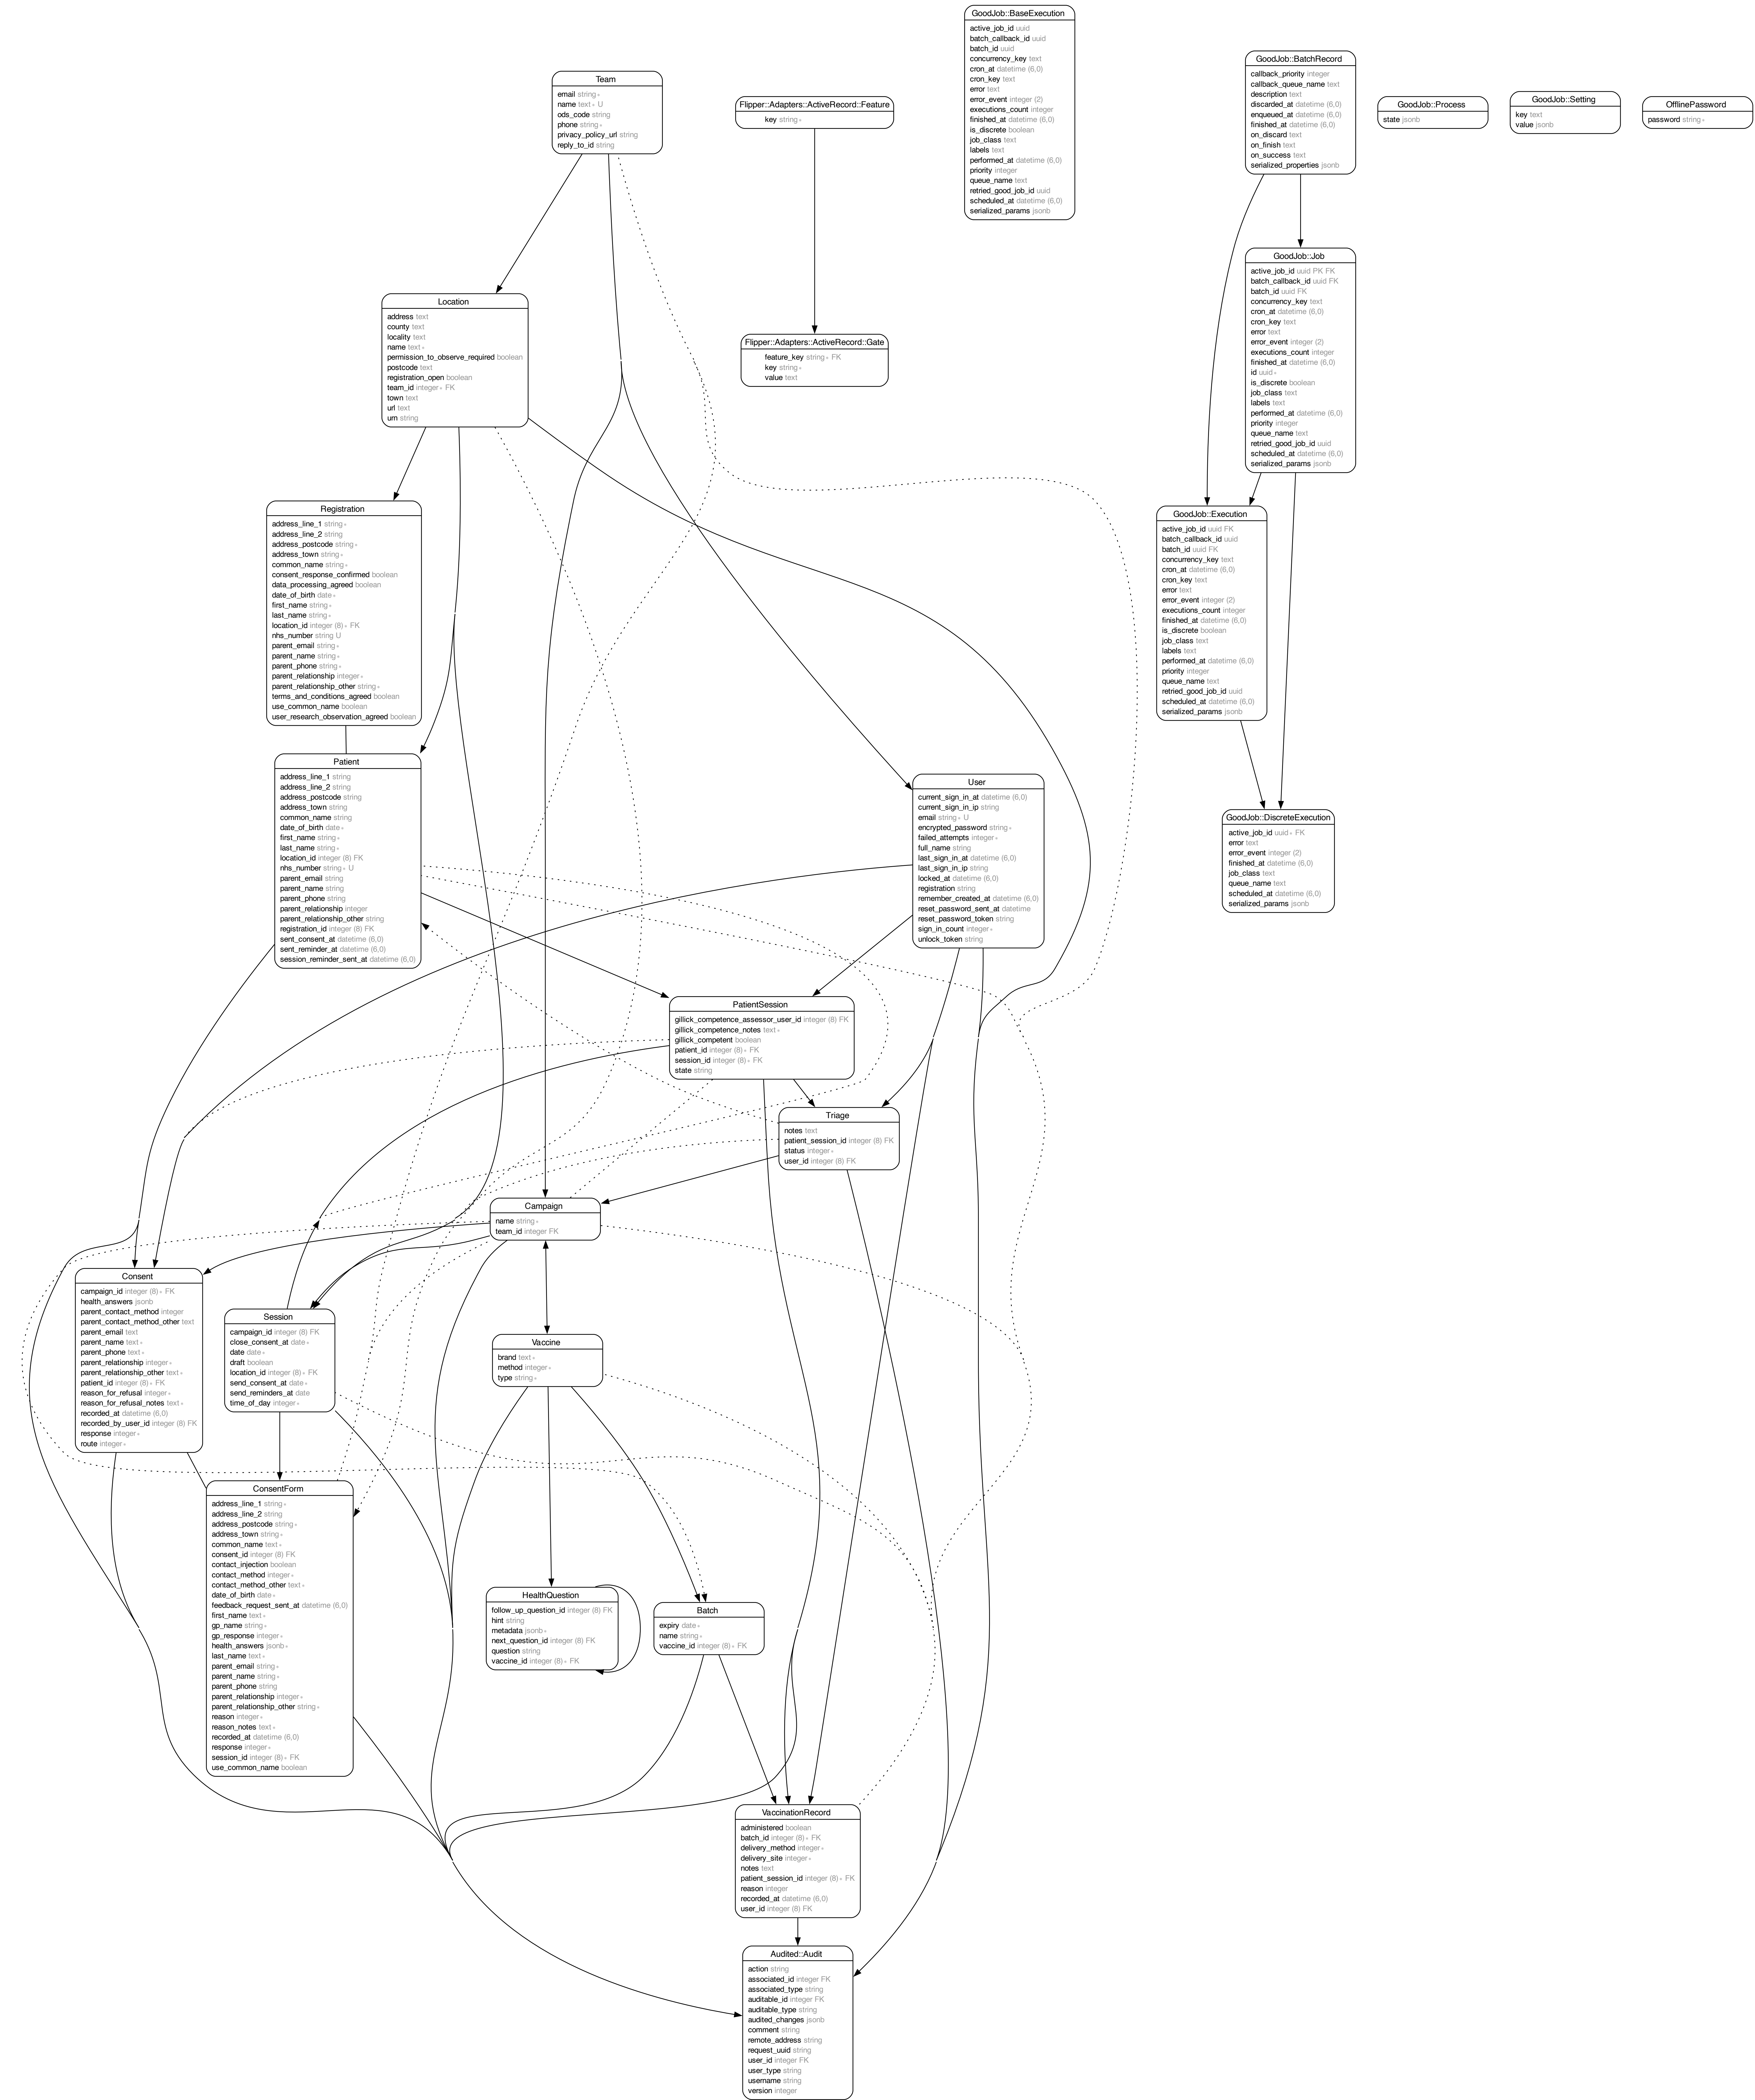 GoodJob::BaseExecution
active_job_id uuid
batch_callback_id uuid
batch_id uuid
concurrency_key text
cron_at datetime (6,0)
cron_key text
error text
error_event integer (2)
executions_count integer
finished_at datetime (6,0)
is_discrete boolean
job_class text
labels text
performed_at datetime (6,0)
priority integer
queue_name text
retried_good_job_id uuid
scheduled_at datetime (6,0)
serialized_params jsonb
GoodJob::BatchRecord
callback_priority integer
callback_queue_name text
description text
discarded_at datetime (6,0)
enqueued_at datetime (6,0)
finished_at datetime (6,0)
on_discard text
on_finish text
on_success text
serialized_properties jsonb
Team
email string ∗
name text ∗ U
ods_code string
phone string ∗
privacy_policy_url string
reply_to_id string
Flipper::Adapters::ActiveRecord::Feature
key string ∗
GoodJob::Process
state jsonb
GoodJob::Setting
key text
value jsonb
OfflinePassword
password string ∗
GoodJob::Job
active_job_id uuid PK FK
batch_callback_id uuid FK
batch_id uuid FK
concurrency_key text
cron_at datetime (6,0)
cron_key text
error text
error_event integer (2)
executions_count integer
finished_at datetime (6,0)
id uuid ∗
is_discrete boolean
job_class text
labels text
performed_at datetime (6,0)
priority integer
queue_name text
retried_good_job_id uuid
scheduled_at datetime (6,0)
serialized_params jsonb
Location
address text
county text
locality text
name text ∗
permission_to_observe_required boolean
postcode text
registration_open boolean
team_id integer ∗ FK
town text
url text
urn string
Flipper::Adapters::ActiveRecord::Gate
feature_key string ∗ FK
key string ∗
value text
Registration
address_line_1 string ∗
address_line_2 string
address_postcode string ∗
address_town string ∗
common_name string ∗
consent_response_confirmed boolean
data_processing_agreed boolean
date_of_birth date ∗
first_name string ∗
last_name string ∗
location_id integer (8) ∗ FK
nhs_number string U
parent_email string ∗
parent_name string ∗
parent_phone string ∗
parent_relationship integer ∗
parent_relationship_other string ∗
terms_and_conditions_agreed boolean
use_common_name boolean
user_research_observation_agreed boolean
GoodJob::Execution
active_job_id uuid FK
batch_callback_id uuid
batch_id uuid FK
concurrency_key text
cron_at datetime (6,0)
cron_key text
error text
error_event integer (2)
executions_count integer
finished_at datetime (6,0)
is_discrete boolean
job_class text
labels text
performed_at datetime (6,0)
priority integer
queue_name text
retried_good_job_id uuid
scheduled_at datetime (6,0)
serialized_params jsonb
Patient
address_line_1 string
address_line_2 string
address_postcode string
address_town string
common_name string
date_of_birth date ∗
first_name string ∗
last_name string ∗
location_id integer (8) FK
nhs_number string ∗ U
parent_email string
parent_name string
parent_phone string
parent_relationship integer
parent_relationship_other string
registration_id integer (8) FK
sent_consent_at datetime (6,0)
sent_reminder_at datetime (6,0)
session_reminder_sent_at datetime (6,0)
User
current_sign_in_at datetime (6,0)
current_sign_in_ip string
email string ∗ U
encrypted_password string ∗
failed_attempts integer ∗
full_name string
last_sign_in_at datetime (6,0)
last_sign_in_ip string
locked_at datetime (6,0)
registration string
remember_created_at datetime (6,0)
reset_password_sent_at datetime
reset_password_token string
sign_in_count integer ∗
unlock_token string
GoodJob::DiscreteExecution
active_job_id uuid ∗ FK
error text
error_event integer (2)
finished_at datetime (6,0)
job_class text
queue_name text
scheduled_at datetime (6,0)
serialized_params jsonb
PatientSession
gillick_competence_assessor_user_id integer (8) FK
gillick_competence_notes text ∗
gillick_competent boolean
patient_id integer (8) ∗ FK
session_id integer (8) ∗ FK
state string
Triage
notes text
patient_session_id integer (8) FK
status integer ∗
user_id integer (8) FK
Campaign
name string ∗
team_id integer FK
Consent
campaign_id integer (8) ∗ FK
health_answers jsonb
parent_contact_method integer
parent_contact_method_other text
parent_email text
parent_name text ∗
parent_phone text ∗
parent_relationship integer ∗
parent_relationship_other text ∗
patient_id integer (8) ∗ FK
reason_for_refusal integer ∗
reason_for_refusal_notes text ∗
recorded_at datetime (6,0)
recorded_by_user_id integer (8) FK
response integer ∗
route integer ∗
Session
campaign_id integer (8) FK
close_consent_at date ∗
date date ∗
draft boolean
location_id integer (8) ∗ FK
send_consent_at date ∗
send_reminders_at date
time_of_day integer ∗
Vaccine
brand text ∗
method integer ∗
type string ∗
ConsentForm
address_line_1 string ∗
address_line_2 string
address_postcode string ∗
address_town string ∗
common_name text ∗
consent_id integer (8) FK
contact_injection boolean
contact_method integer ∗
contact_method_other text ∗
date_of_birth date ∗
feedback_request_sent_at datetime (6,0)
first_name text ∗
gp_name string ∗
gp_response integer ∗
health_answers jsonb ∗
last_name text ∗
parent_email string ∗
parent_name string ∗
parent_phone string
parent_relationship integer ∗
parent_relationship_other string ∗
reason integer ∗
reason_notes text ∗
recorded_at datetime (6,0)
response integer ∗
session_id integer (8) ∗ FK
use_common_name boolean
HealthQuestion
follow_up_question_id integer (8) FK
hint string
metadata jsonb ∗
next_question_id integer (8) FK
question string
vaccine_id integer (8) ∗ FK
Batch
expiry date ∗
name string ∗
vaccine_id integer (8) ∗ FK
VaccinationRecord
administered boolean
batch_id integer (8) ∗ FK
delivery_method integer ∗
delivery_site integer ∗
notes text
patient_session_id integer (8) ∗ FK
reason integer
recorded_at datetime (6,0)
user_id integer (8) FK
Audited::Audit
action string
associated_id integer FK
associated_type string
auditable_id integer FK
auditable_type string
audited_changes jsonb
comment string
remote_address string
request_uuid string
user_id integer FK
user_type string
username string
version integer